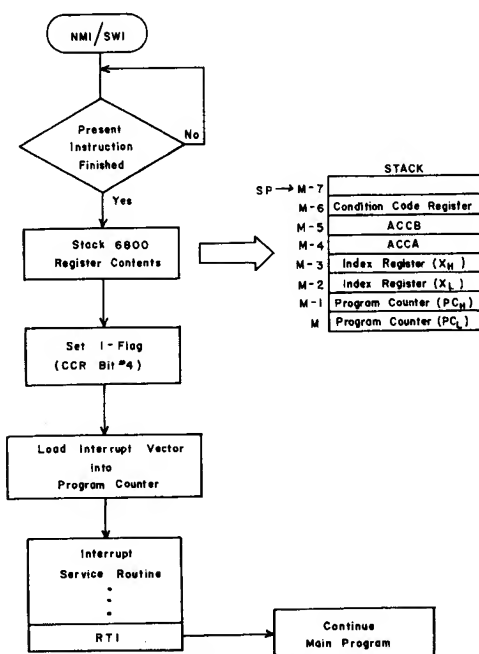 NMI/SWI
No
Present
Instruction
Finished
Yes
Stack 6800
Register Contents
Set I-Flag
(CCR Bit #4)
Load Interrupt Vector
into
Program Counter
Interrupt
Service Routine
RTI
Continue
Main Program
STACK
SP → M-7
M-6 Condition Code Register
M-5 ACCB
M-4 ACCA
M-3 Index Register (XH)
M-2 Index Register (XL)
M-1 Program Counter (PCH)
M Program Counter (PCL)